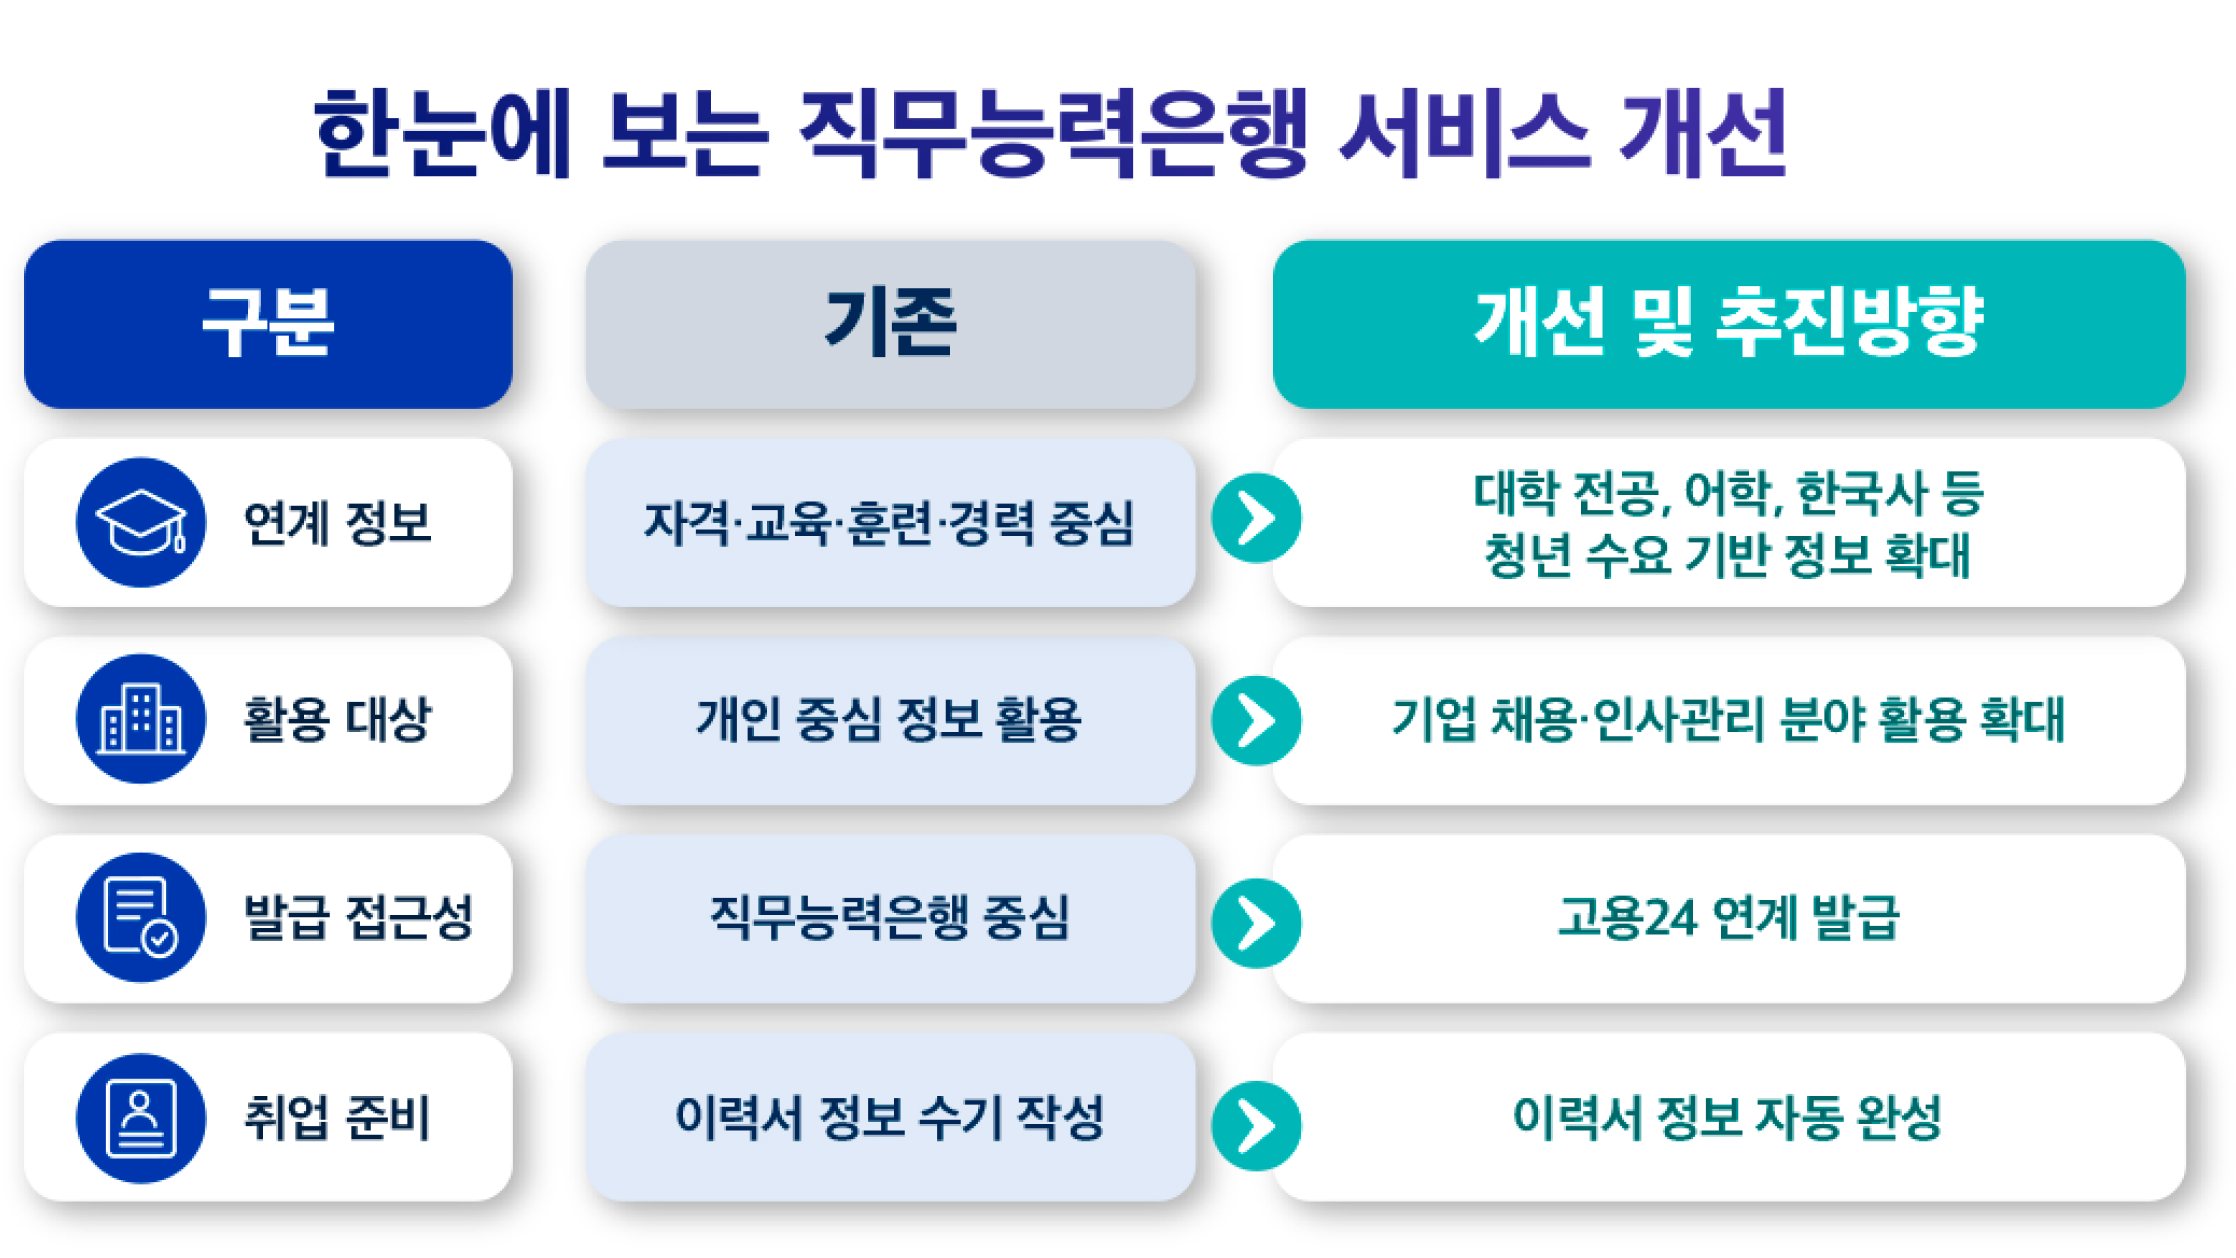 한눈에 보는 직무능력은행 서비스 개선
구분
기존
개선 및 추진방향
연계 정보
자격·교육·훈련·경력 중심
대학 전공, 어학, 한국사 등
청년 수요 기반 정보 확대
활용 대상
개인 중심 정보 활용
기업 채용·인사관리 분야 활용 확대
발급 접근성
직무능력은행 중심
고용24 연계 발급
취업 준비
이력서 정보 수기 작성
이력서 정보 자동 완성